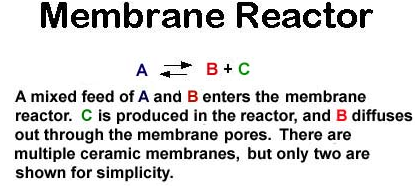 Membrane Reactor
A ⇄ B + C
A mixed feed of A and B enters the membrane
reactor. C is produced in the reactor, and B diffuses
out through the membrane pores. There are
multiple ceramic membranes, but only two are
shown for simplicity.